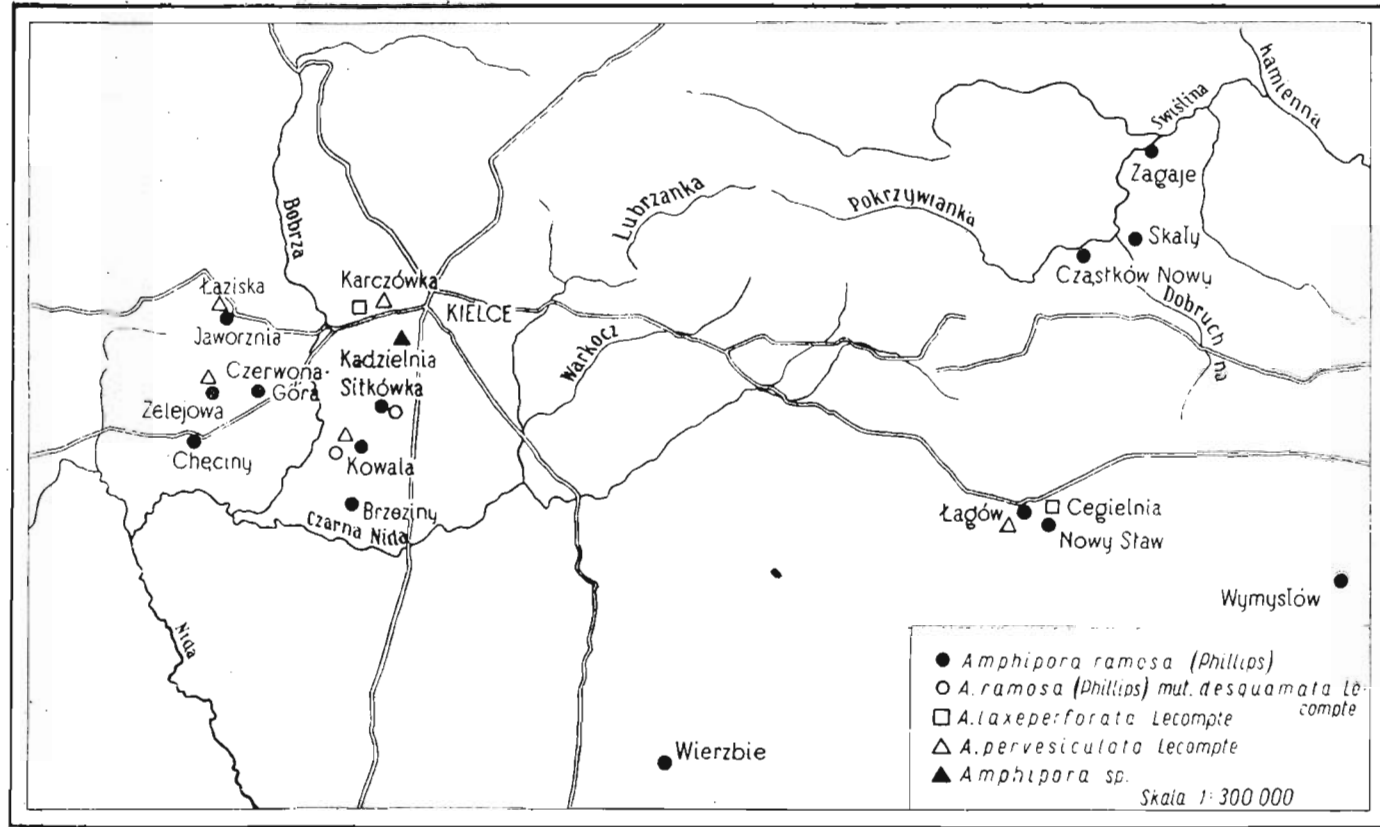 Kamienna
Świślina
Zagaje
Lubrzanka
Pokrzywianka
Bobrza
Skały
Cząstków Nowy
Dobruchna
Łaziska
Karczówka
KIELCE
Jaworznia
Kadzielnia
Warkocz
Czerwona-
Góra
Sitkówka
Zelejowa
Chęciny
Kowala
Brzeziny
Czarna Nida
Łagów
Cegielnia
Nowy Staw
Wymysłów
Nida
Wierzbie
Amphipora ramosa (Phillips)
A. ramosa (Phillips) mut. desquamata Le-
compte
A. laxeperforata Lecompte
A. pervesiculata Lecompte
Amphipora sp.
Skala 1:300 000